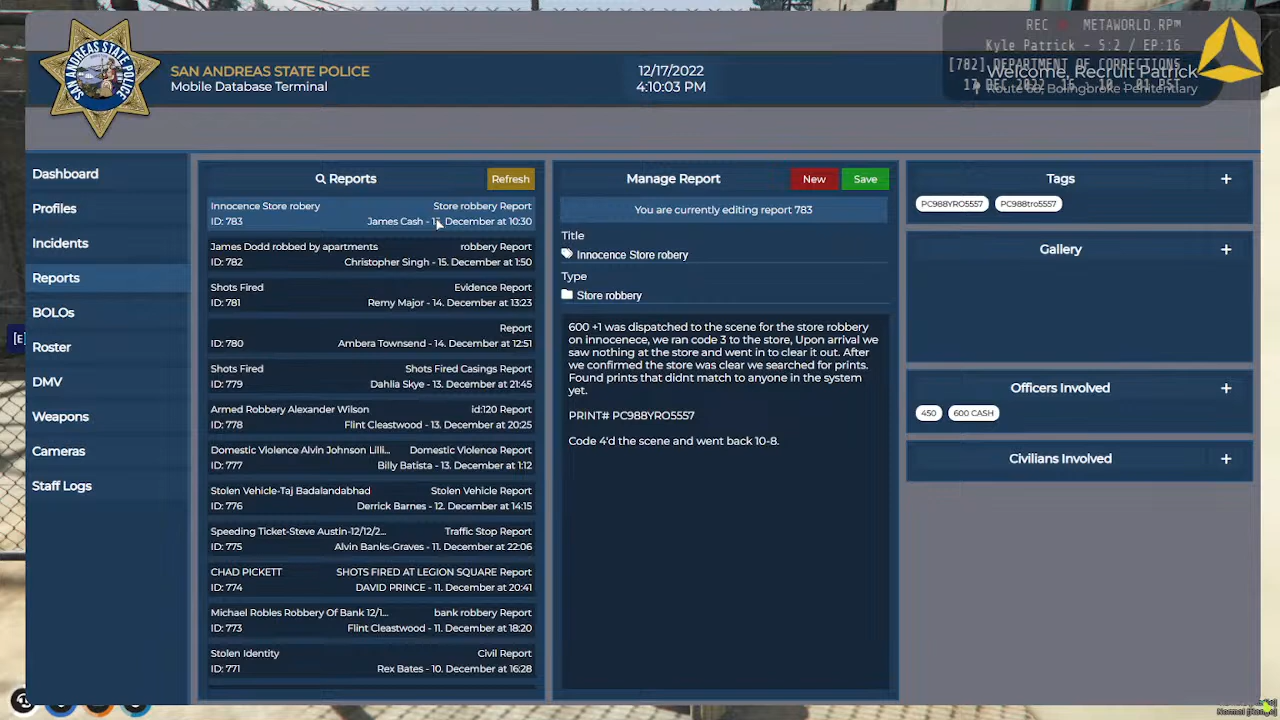 REC METAWORLD.RP™
Kyle Patrick - S:2 / EP:16
[782] DEPARTMENT OF CORRECTIONS
Welcome, Recruit Patrick
Route 68, Bolingbroke Penitentiary
SAN ANDREAS STATE POLICE
SAN ANDREAS STATE POLICE
Mobile Database Terminal
12/17/2022
4:10:03 PM
Dashboard
Profiles
Incidents
Reports
BOLOs
Roster
DMV
Weapons
Cameras
Staff Logs
Reports
Refresh
Innocence Store robery Store robbery Report
ID: 783 James Cash - December at 10:30
James Dodd robbed by apartments robbery Report
ID: 782 Christopher Singh - 15. December at 1:50
Shots Fired Evidence Report
ID: 781 Remy Major - 14. December at 13:23
Report
ID: 780 Ambera Townsend - 14. December at 12:51
Shots Fired Shots Fired Casings Report
ID: 779 Dahlia Skye - 13. December at 21:45
Armed Robbery Alexander Wilson id:120 Report
ID: 778 Flint Cleastwood - 13. December at 20:25
Domestic Violence Alvin Johnson Lilli... Domestic Violence Report
ID: 777 Billy Batista - 13. December at 1:12
Stolen Vehicle-Taj Badalandabhad Stolen Vehicle Report
ID: 776 Derrick Barnes - 12. December at 14:15
Speeding Ticket-Steve Austin-12/12/2... Traffic Stop Report
ID: 775 Alvin Banks-Graves - 11. December at 22:06
CHAD PICKETT SHOTS FIRED AT LEGION SQUARE Report
ID: 774 DAVID PRINCE - 11. December at 20:41
Michael Robles Robbery Of Bank 12/1... bank robbery Report
ID: 773 Flint Cleastwood - 11. December at 18:20
Stolen Identity Civil Report
ID: 771 Rex Bates - 10. December at 16:28
Manage Report
New
Save
You are currently editing report 783
Title
Innocence Store robery
Type
Store robbery
600 +1 was dispatched to the scene for the store robbery
on innocenece, we ran code 3 to the store, Upon arrival we
saw nothing at the store and went in to clear it out. After
we confirmed the store was clear we searched for prints.
Found prints that didnt match to anyone in the system
yet.
PRINT# PC988YRO5557
Code 4'd the scene and went back 10-8.
Tags +
PC988YRO5557 PC988tro5557
Gallery +
Officers Involved +
450 600 CASH
Civilians Involved +
[E]